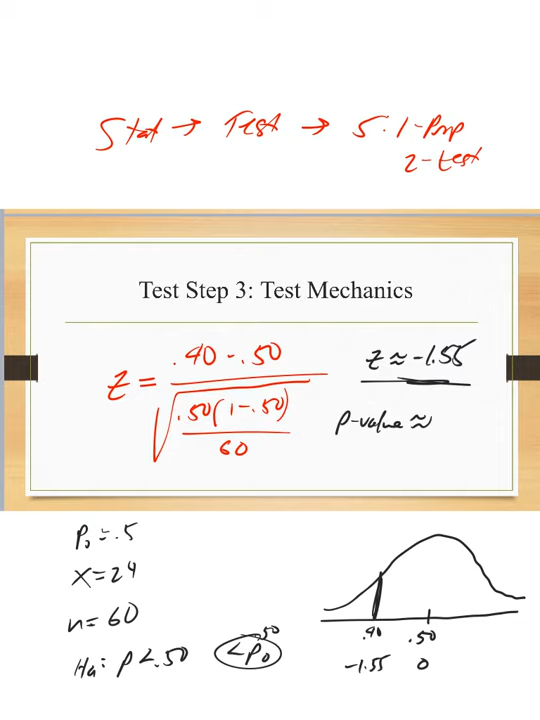 Stat → Test → 5: 1-Prop
Z-test
Test Step 3: Test Mechanics
Z = .40 - .50 / √(.50(1-.50) / 60)
Z ≈ -1.55
P-value ≈
P₀ = .5
X = 24
n = 60
Ha: P < .50
< P₀ .50
.40 .50
-1.55 0